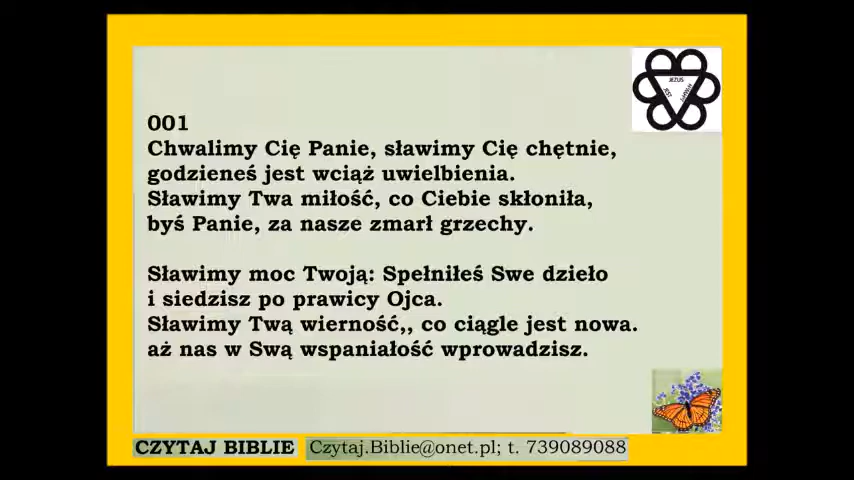 001
Chwalimy Cię Panie, sławimy Cię chętnie,
godzieneś jest wciąż uwielbienia.
Sławimy Twa miłość, co Ciebie skłoniła,
byś Panie, za nasze zmarł grzechy.
Sławimy moc Twoją: Spełniłeś Swe dzieło
i siedzisz po prawicy Ojca.
Sławimy Twą wierność,, co ciągle jest nowa.
aż nas w Swą wspaniałość wprowadzisz.
JEZUS
JEST
CZYTAJ BIBLIE Czytaj.Biblie@onet.pl; t. 739089088